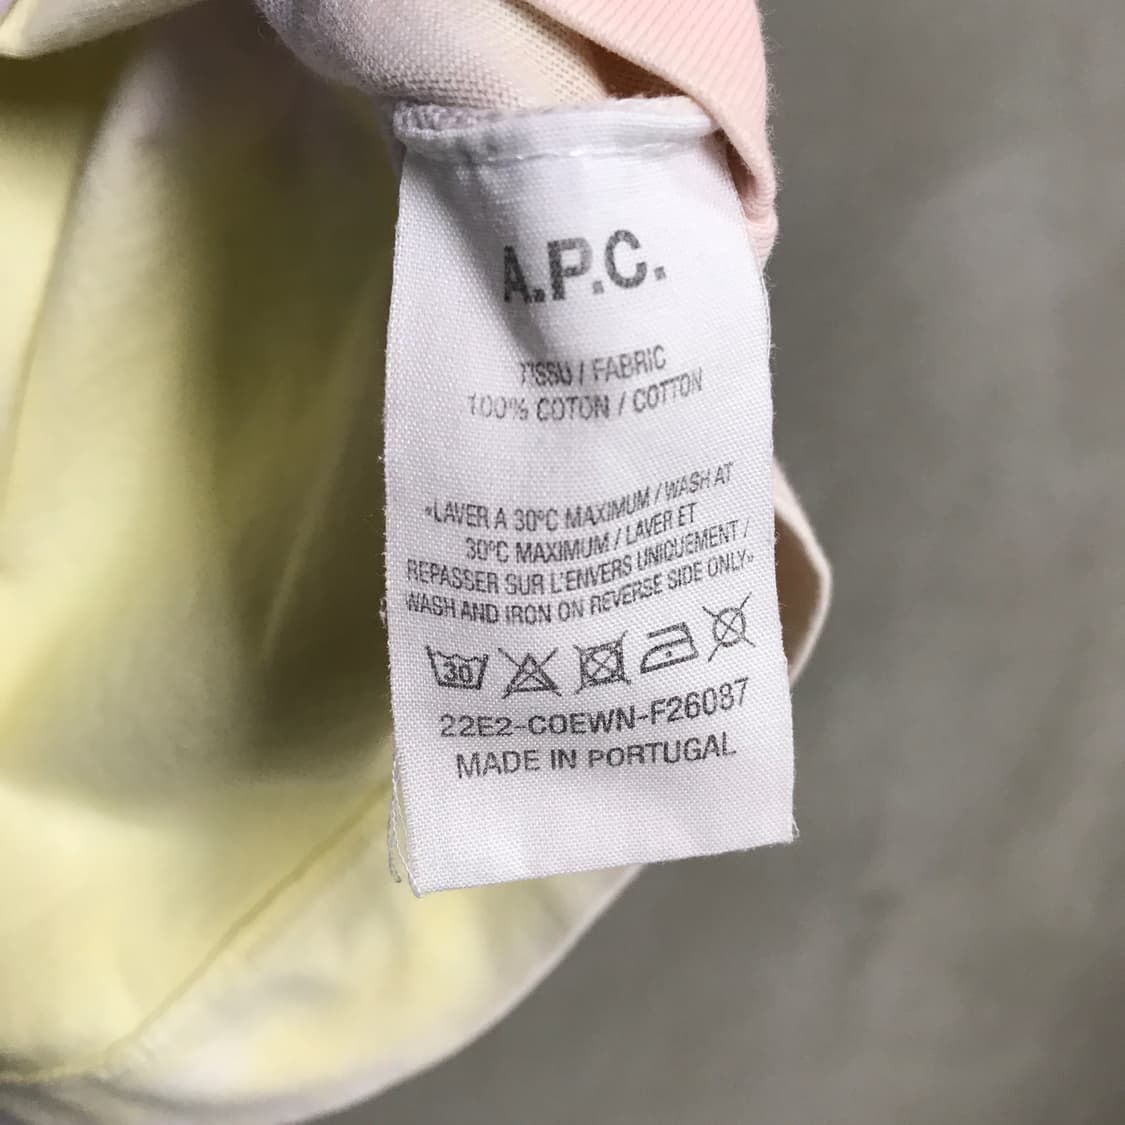 A.P.C.
TISSU / FABRIC
100% COTON / COTTON
«LAVER A 30°C MAXIMUM / WASH AT
30°C MAXIMUM / LAVER ET
REPASSER SUR L'ENVERS UNIQUEMENT /
WASH AND IRON ON REVERSE SIDE ONLY»
30
22E2-COEWN-F26087
MADE IN PORTUGAL